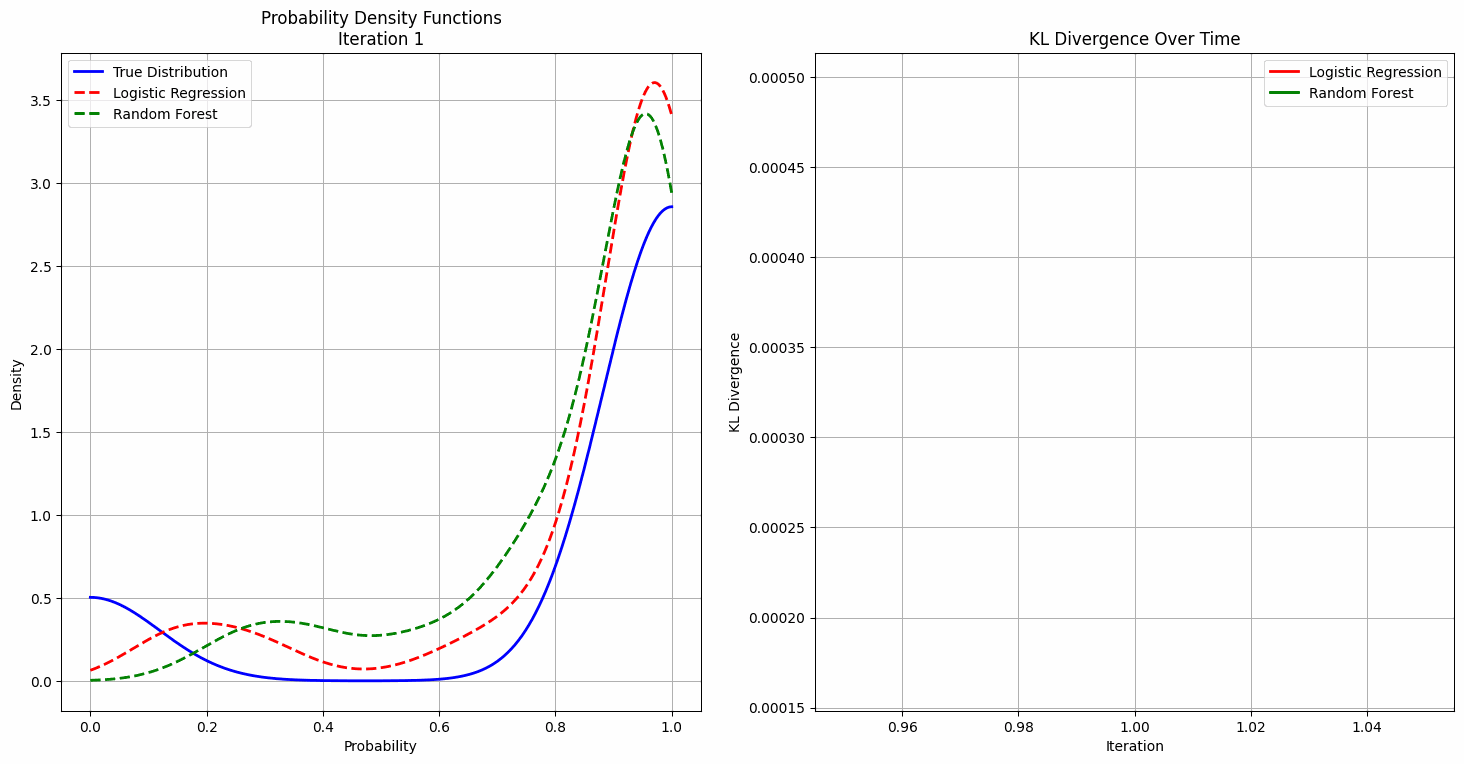 Probability Density Functions
Iteration 1
True Distribution
Logistic Regression
Random Forest
3.5
3.0
2.5
2.0
1.5
1.0
0.5
0.0
Density
0.0 0.2 0.4 0.6 0.8 1.0
Probability
KL Divergence Over Time
Logistic Regression
Random Forest
0.00050
0.00045
0.00040
0.00035
0.00030
0.00025
0.00020
0.00015
KL Divergence
0.96 0.98 1.00 1.02 1.04
Iteration